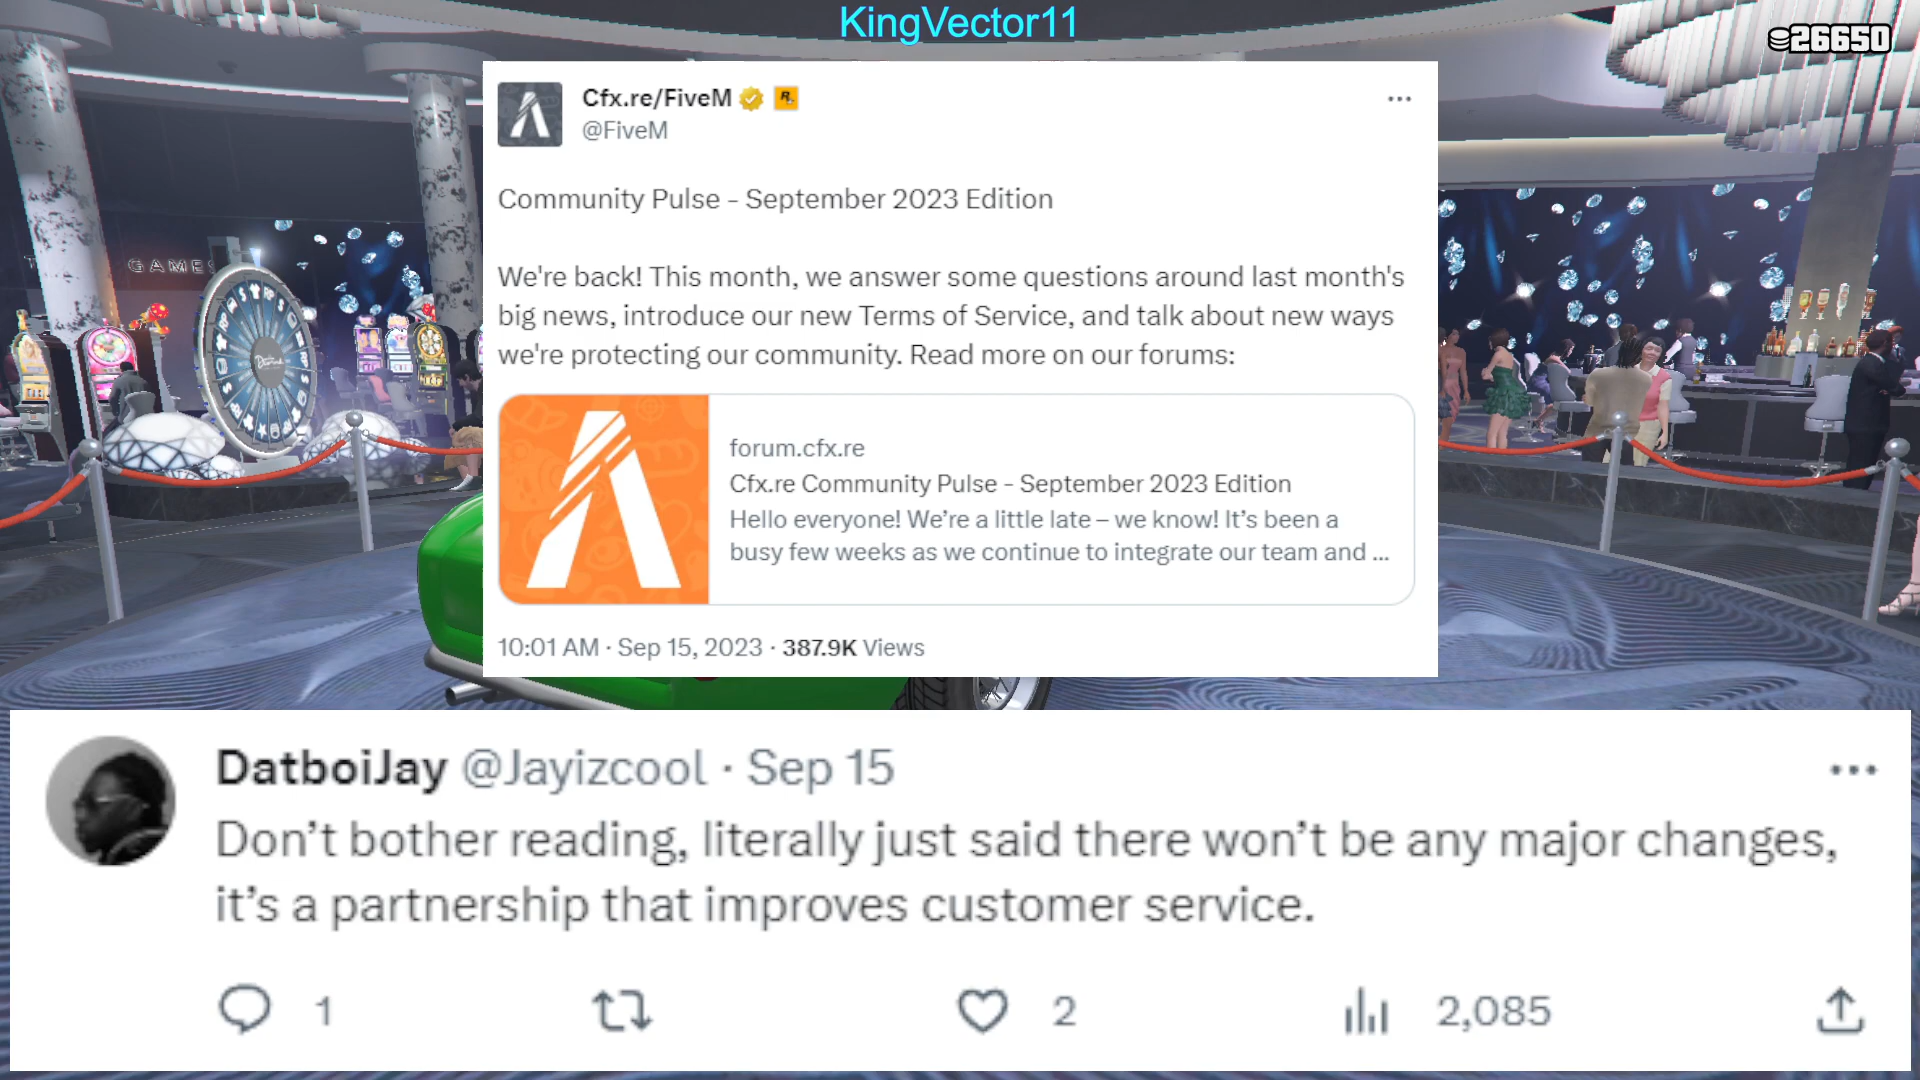 KingVector11
26650
Cfx.re/FiveM
@FiveM
Community Pulse - September 2023 Edition
We're back! This month, we answer some questions around last month's
big news, introduce our new Terms of Service, and talk about new ways
we're protecting our community. Read more on our forums:
forum.cfx.re
Cfx.re Community Pulse - September 2023 Edition
Hello everyone! We’re a little late – we know! It’s been a
busy few weeks as we continue to integrate our team and ...
10:01 AM · Sep 15, 2023 · 387.9K Views
GAMES
DatboiJay @Jayizcool · Sep 15
Don’t bother reading, literally just said there won’t be any major changes,
it’s a partnership that improves customer service.
1
2
2,085